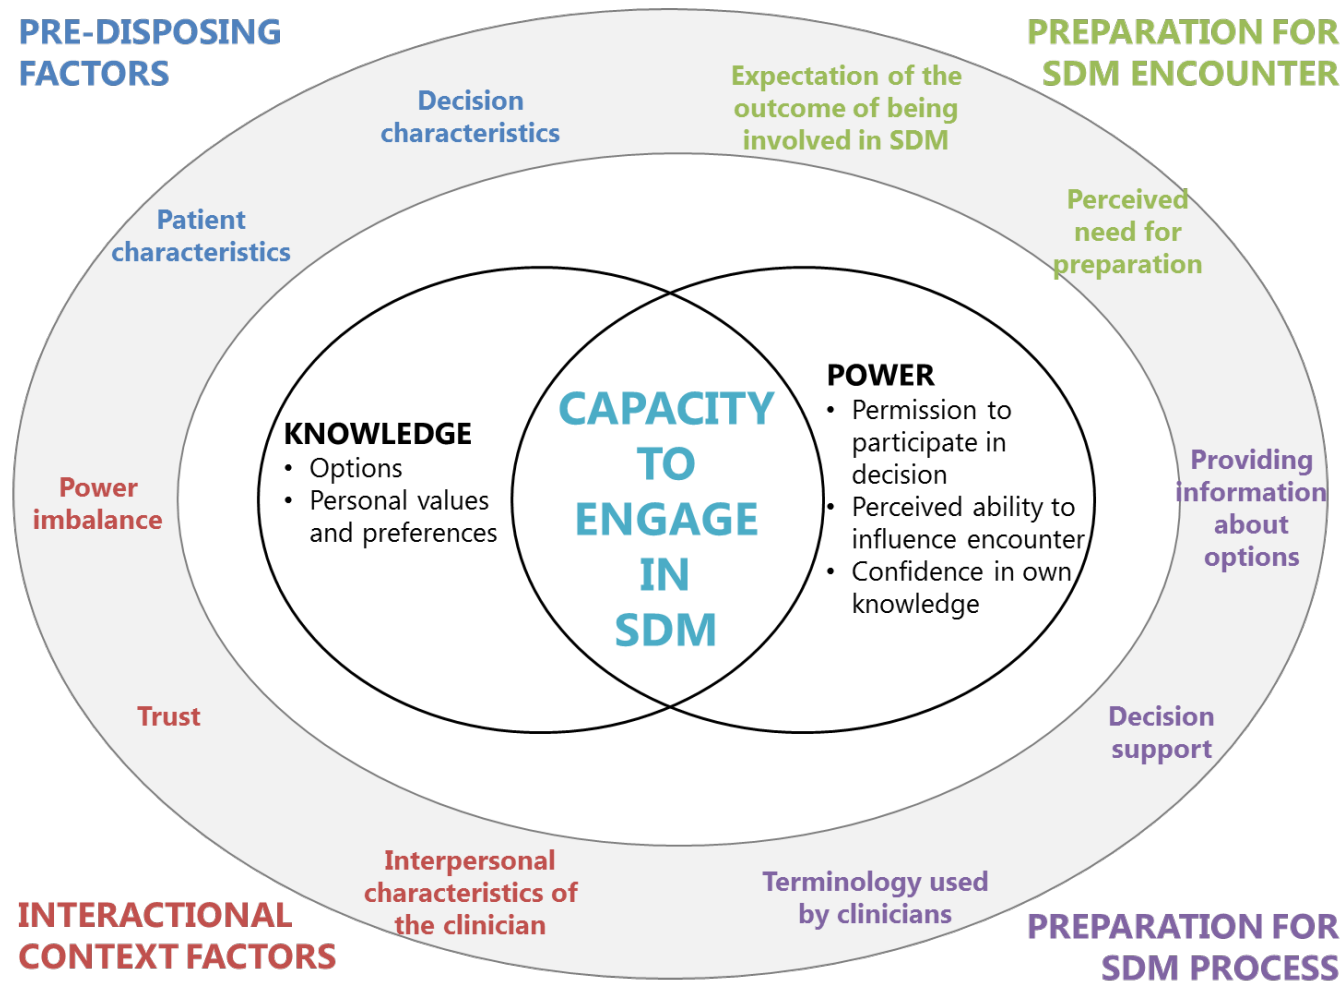 PRE-DISPOSING
FACTORS
PREPARATION FOR
SDM ENCOUNTER
Decision
characteristics
Expectation of the
outcome of being
involved in SDM
Patient
characteristics
Perceived
need for
preparation
KNOWLEDGE
• Options
• Personal values
and preferences
CAPACITY
TO
ENGAGE
IN
SDM
POWER
• Permission to
participate in
decision
• Perceived ability to
influence encounter
• Confidence in own
knowledge
Power
imbalance
Providing
information
about
options
Trust
Decision
support
Interpersonal
characteristics of
the clinician
Terminology used
by clinicians
INTERACTIONAL
CONTEXT FACTORS
PREPARATION FOR
SDM PROCESS